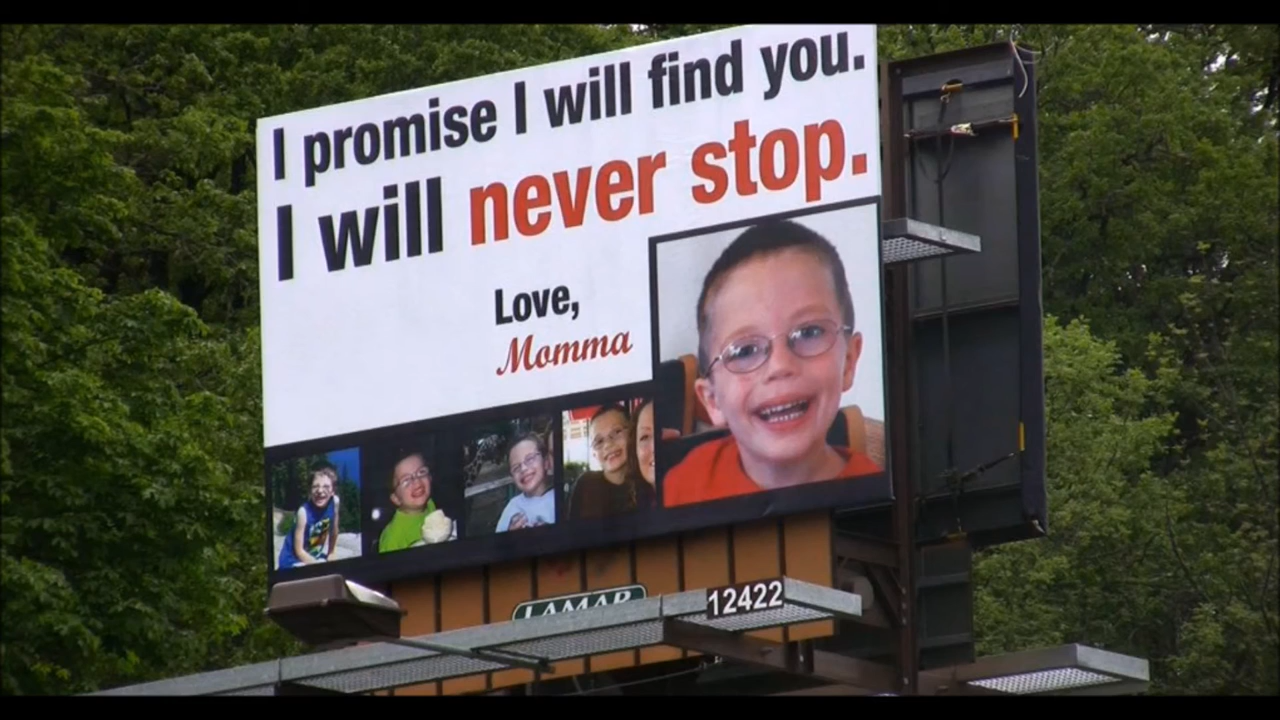 I promise I will find you.
I will never stop.
Love,
Momma
LAMAR
12422